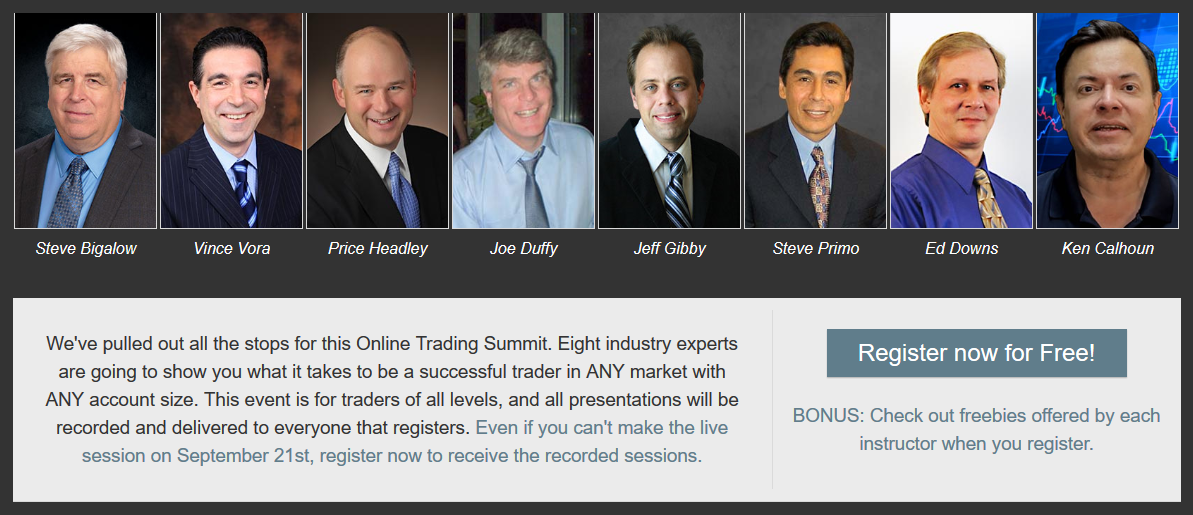 Steve Bigalow
Vince Vora
Price Headley
Joe Duffy
Jeff Gibby
Steve Primo
Ed Downs
Ken Calhoun
We've pulled out all the stops for this Online Trading Summit. Eight industry experts
are going to show you what it takes to be a successful trader in ANY market with
ANY account size. This event is for traders of all levels, and all presentations will be
recorded and delivered to everyone that registers. Even if you can't make the live
session on September 21st, register now to receive the recorded sessions.
Register now for Free!
BONUS: Check out freebies offered by each
instructor when you register.